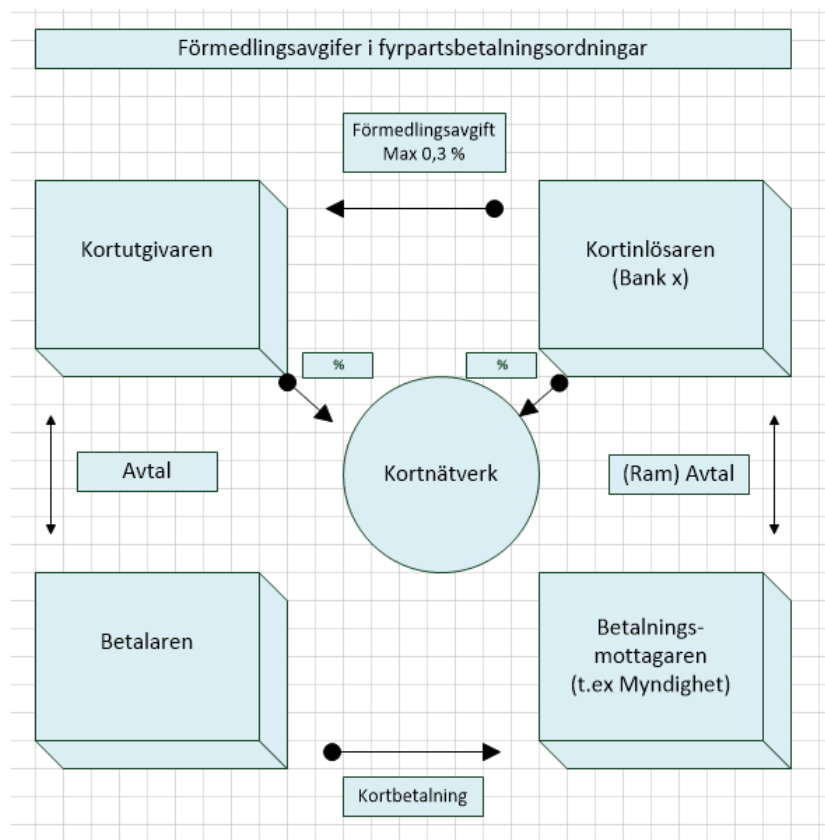 Förmedlingsavgifer i fyrpartsbetalningsordningar
Förmedlingsavgift
Max 0,3 %
Kortutgivaren
Kortinlösaren
(Bank x)
%
%
Avtal
Kortnätverk
(Ram) Avtal
Betalaren
Betalnings-
mottagaren
(t.ex Myndighet)
Kortbetalning